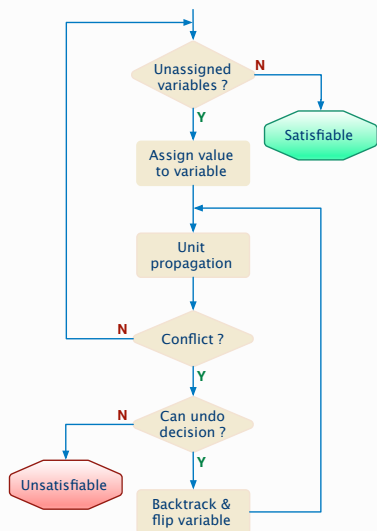 Unassigned
variables ?
N
Y
Satisfiable
Assign value
to variable
Unit
propagation
N
Conflict ?
Y
N
Can undo
decision ?
Unsatisfiable
Y
Backtrack &
flip variable